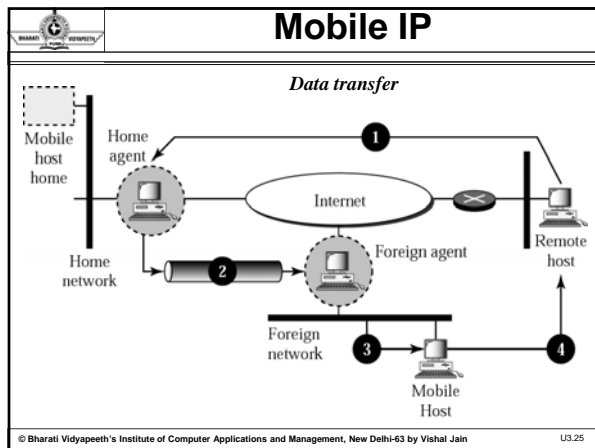 BHARATI VIDYAPEETH
Mobile IP
Data transfer
1
Mobile
host
home
Home
agent
Internet
Remote
host
Foreign agent
Home
network
2
Foreign
network
3
4
Mobile
Host
© Bharati Vidyapeeth's Institute of Computer Applications and Management, New Delhi-63 by Vishal Jain U3.25